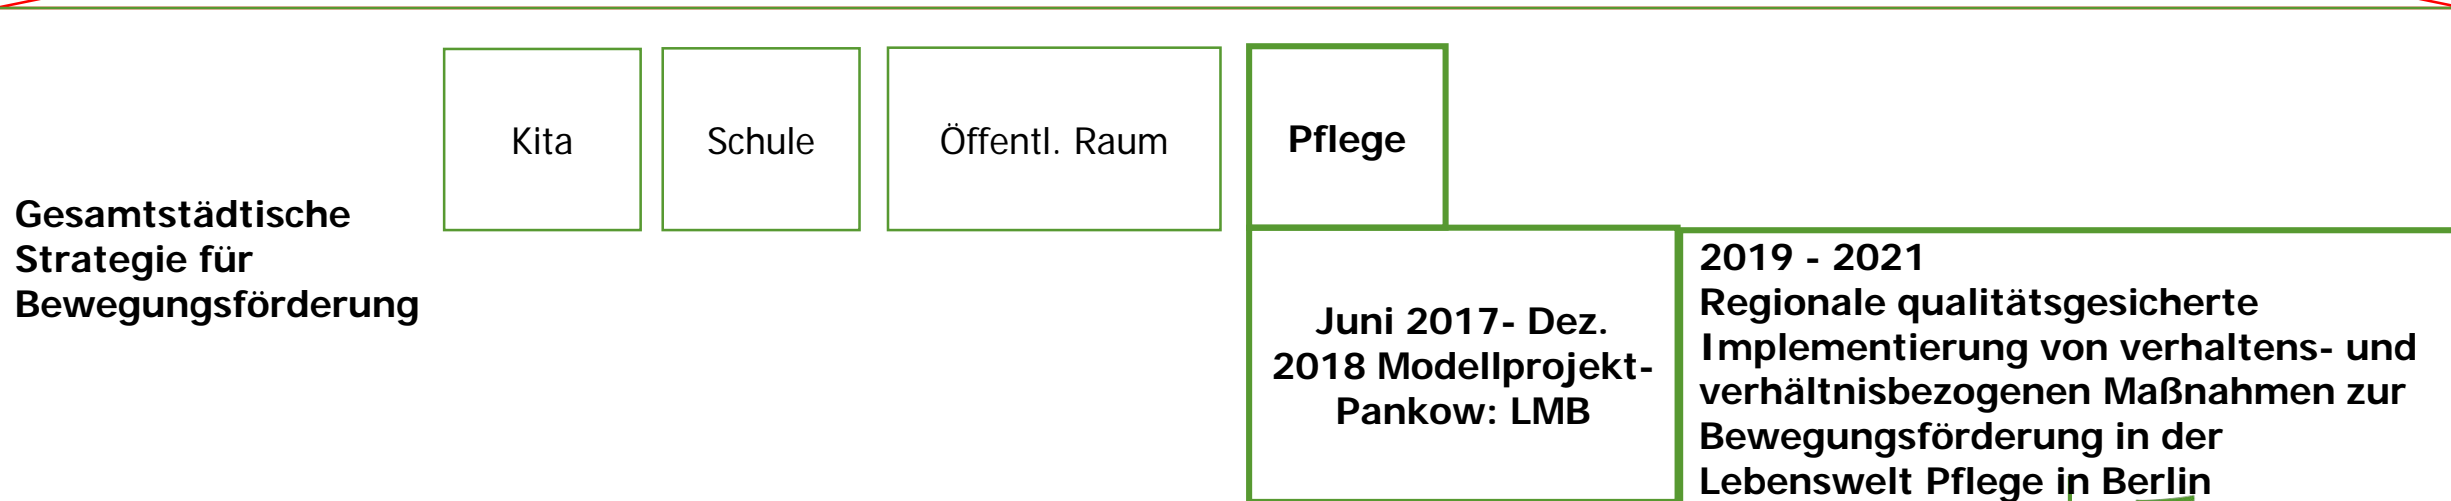 Kita
Schule
Öffentl. Raum
Pflege
Gesamtstädtische
Strategie für
Bewegungsförderung
Juni 2017- Dez.
2018 Modellprojekt-
Pankow: LMB
2019 - 2021
Regionale qualitätsgesicherte
Implementierung von verhaltens- und
verhältnisbezogenen Maßnahmen zur
Bewegungsförderung in der
Lebenswelt Pflege in Berlin